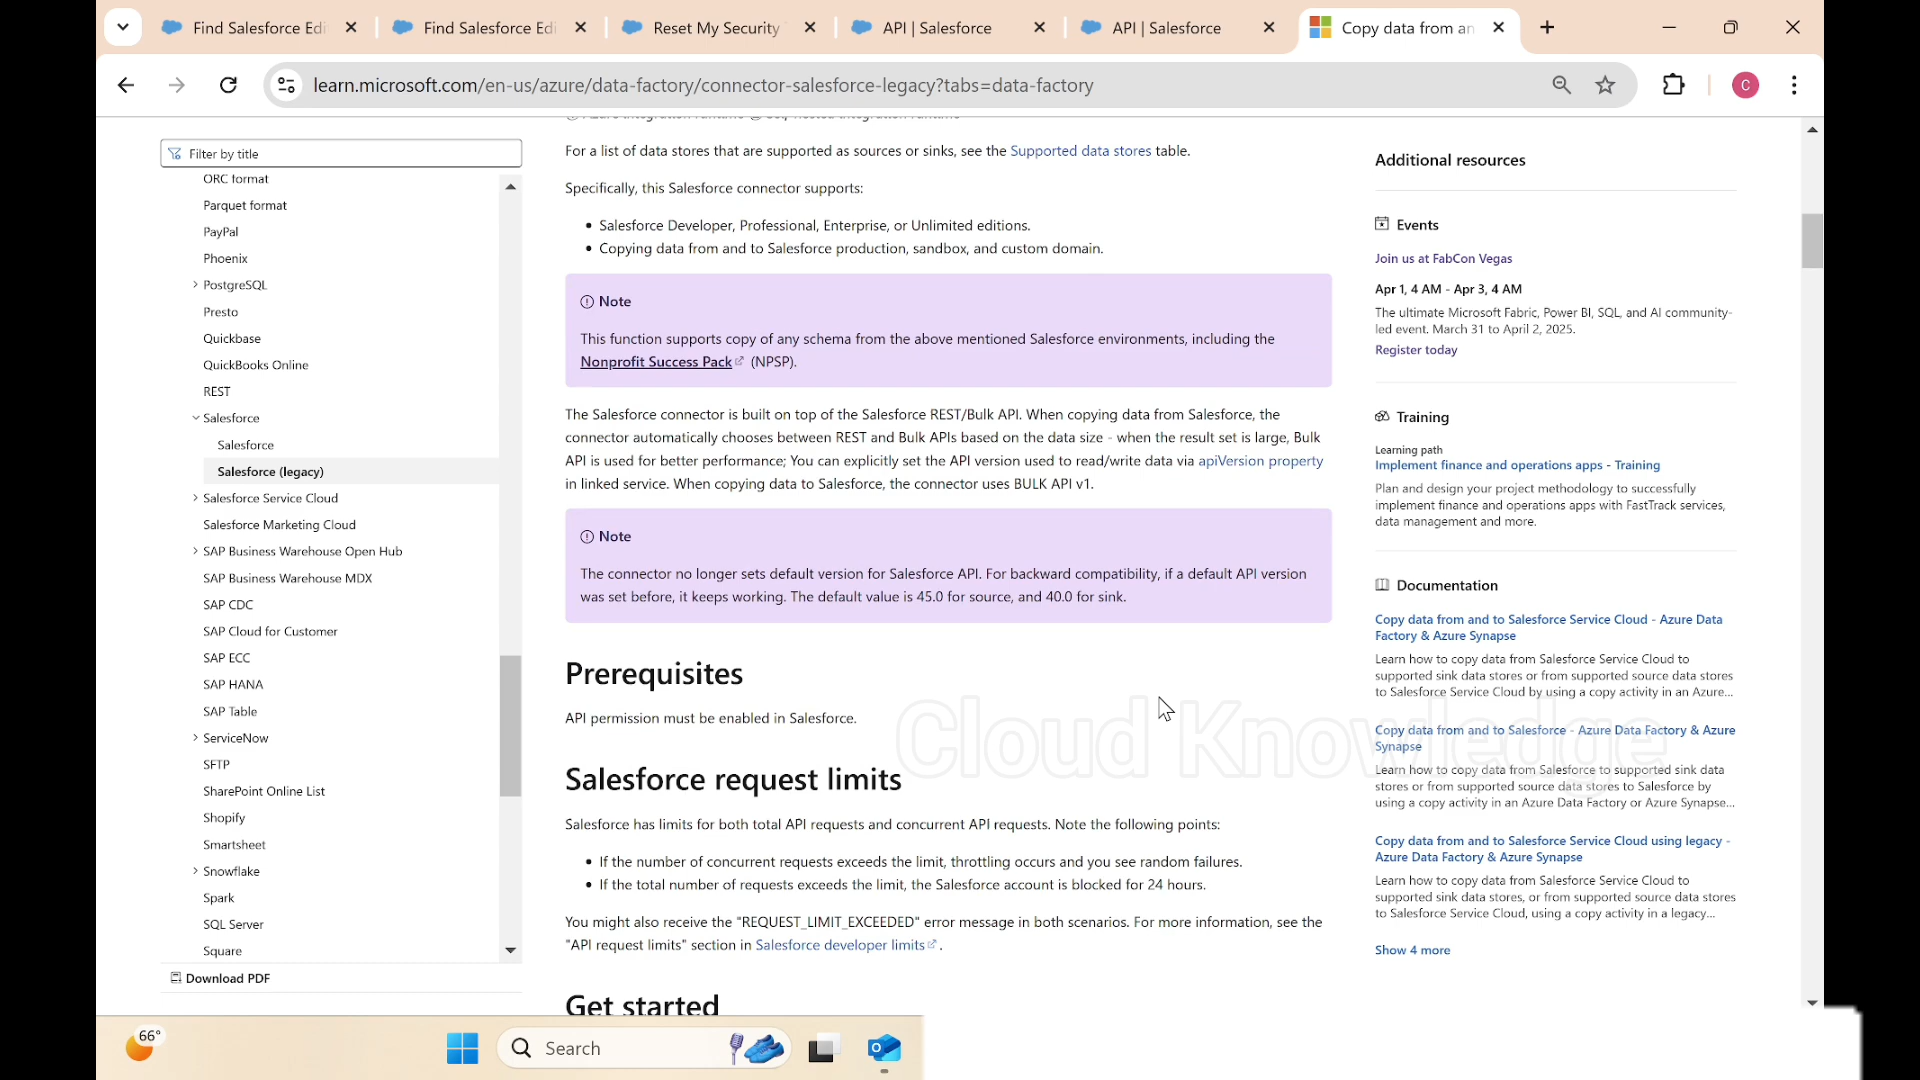 Find Salesforce Edi
Find Salesforce Edi
Reset My Security
API | Salesforce
API | Salesforce
Copy data from an
learn.microsoft.com/en-us/azure/data-factory/connector-salesforce-legacy?tabs=data-factory
C
Filter by title
ORC format
Parquet format
PayPal
Phoenix
PostgreSQL
Presto
Quickbase
QuickBooks Online
REST
Salesforce
Salesforce
Salesforce (legacy)
Salesforce Service Cloud
Salesforce Marketing Cloud
SAP Business Warehouse Open Hub
SAP Business Warehouse MDX
SAP CDC
SAP Cloud for Customer
SAP ECC
SAP HANA
SAP Table
ServiceNow
SFTP
SharePoint Online List
Shopify
Smartsheet
Snowflake
Spark
SQL Server
Square
Download PDF
For a list of data stores that are supported as sources or sinks, see the Supported data stores table.
Specifically, this Salesforce connector supports:
• Salesforce Developer, Professional, Enterprise, or Unlimited editions.
• Copying data from and to Salesforce production, sandbox, and custom domain.
Note
This function supports copy of any schema from the above mentioned Salesforce environments, including the
Nonprofit Success Pack (NPSP).
The Salesforce connector is built on top of the Salesforce REST/Bulk API. When copying data from Salesforce, the
connector automatically chooses between REST and Bulk APIs based on the data size - when the result set is large, Bulk
API is used for better performance; You can explicitly set the API version used to read/write data via apiVersion property
in linked service. When copying data to Salesforce, the connector uses BULK API v1.
Note
The connector no longer sets default version for Salesforce API. For backward compatibility, if a default API version
was set before, it keeps working. The default value is 45.0 for source, and 40.0 for sink.
Prerequisites
API permission must be enabled in Salesforce.
Cloud Knowledge
Salesforce request limits
Salesforce has limits for both total API requests and concurrent API requests. Note the following points:
• If the number of concurrent requests exceeds the limit, throttling occurs and you see random failures.
• If the total number of requests exceeds the limit, the Salesforce account is blocked for 24 hours.
You might also receive the "REQUEST_LIMIT_EXCEEDED" error message in both scenarios. For more information, see the
"API request limits" section in Salesforce developer limits.
Get started
Additional resources
Events
Join us at FabCon Vegas
Apr 1, 4 AM - Apr 3, 4 AM
The ultimate Microsoft Fabric, Power BI, SQL, and AI community-
led event. March 31 to April 2, 2025.
Register today
Training
Learning path
Implement finance and operations apps - Training
Plan and design your project methodology to successfully
implement finance and operations apps with FastTrack services,
data management and more.
Documentation
Copy data from and to Salesforce Service Cloud - Azure Data
Factory & Azure Synapse
Learn how to copy data from Salesforce Service Cloud to
supported sink data stores or from supported source data stores
to Salesforce Service Cloud by using a copy activity in an Azure...
Copy data from and to Salesforce - Azure Data Factory & Azure
Synapse
Learn how to copy data from Salesforce to supported sink data
stores or from supported source data stores to Salesforce by
using a copy activity in an Azure Data Factory or Azure Synapse...
Copy data from and to Salesforce Service Cloud using legacy -
Azure Data Factory & Azure Synapse
Learn how to copy data from Salesforce Service Cloud to
supported sink data stores, or from supported source data stores
to Salesforce Service Cloud, using a copy activity in a legacy...
Show 4 more
66°
Search